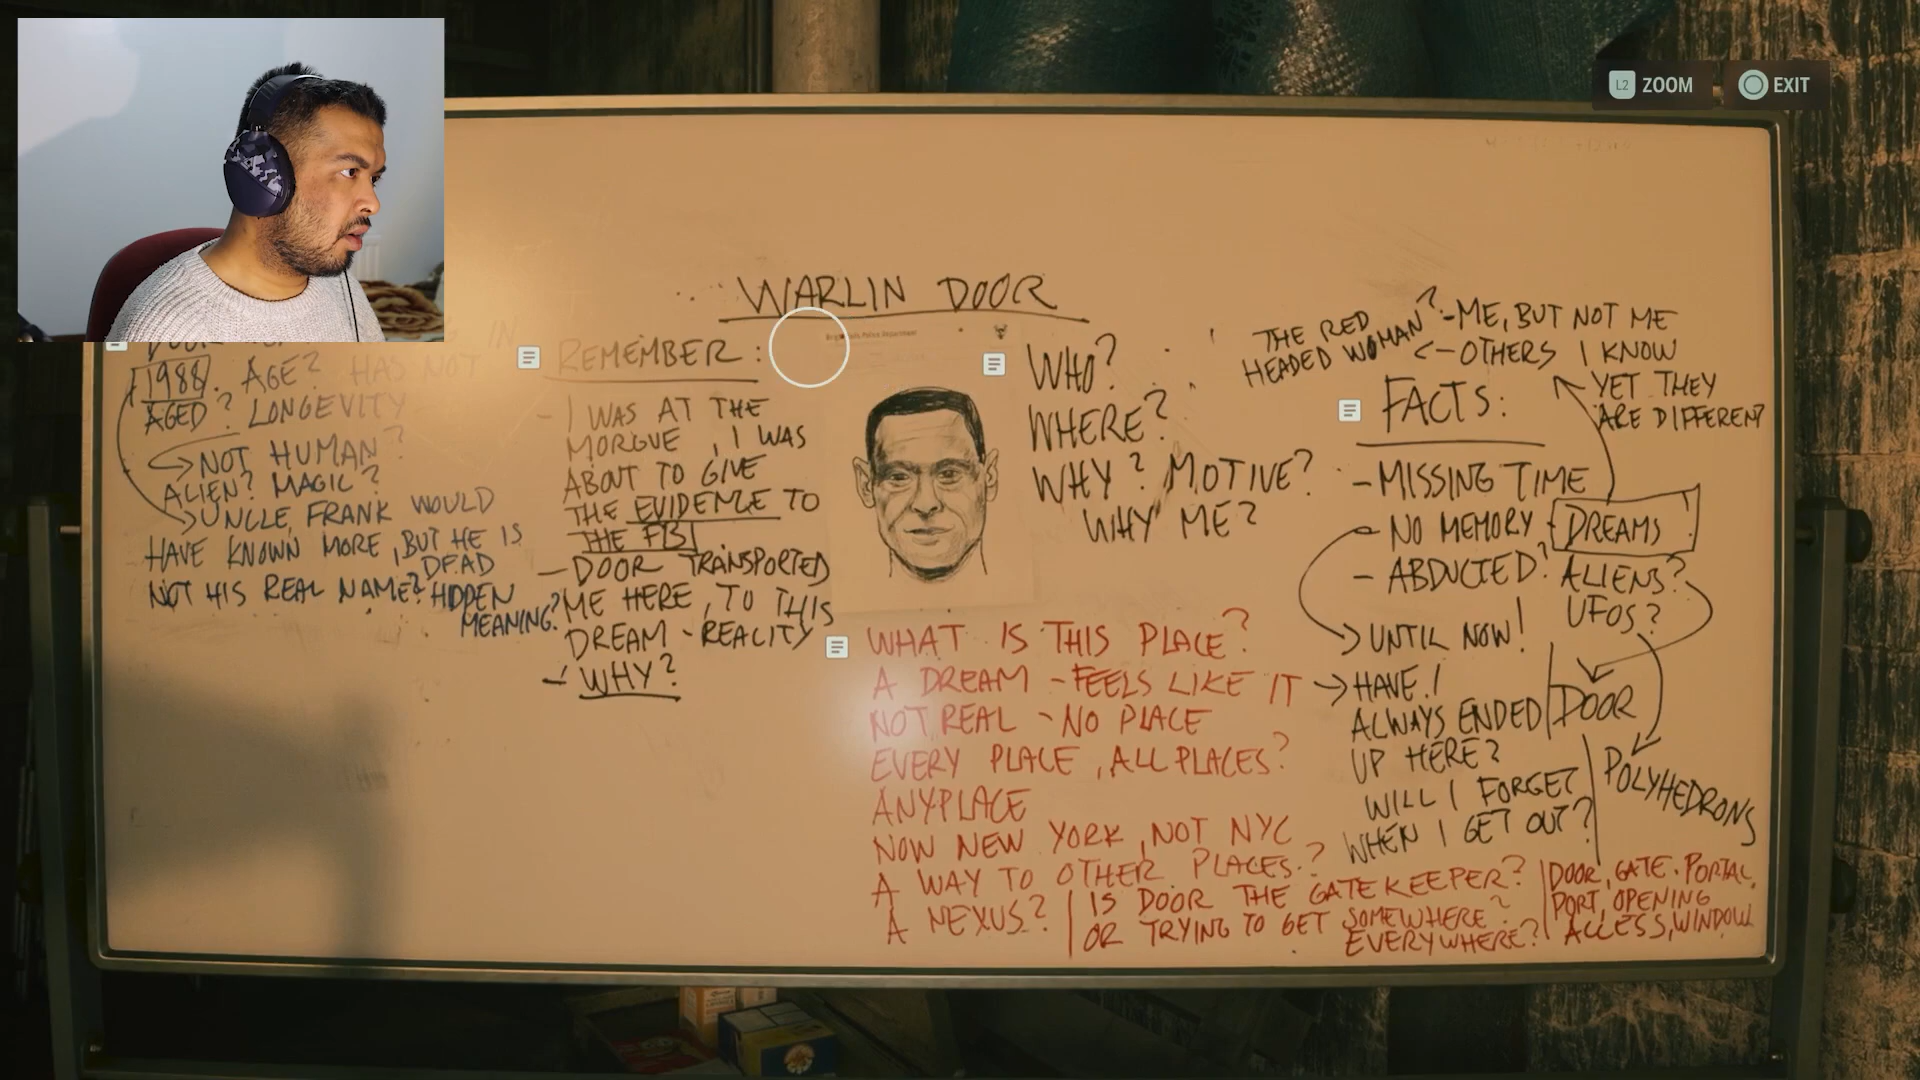 L2 ZOOM
EXIT
WARLIN DOOR
IN
1988. AGE? HAS NOT
AGED? LONGEVITY
NOT HUMAN?
ALIEN? MAGIC?
UNCLE, FRANK WOULD
HAVE KNOWN MORE, BUT HE IS
DEAD
NOT HIS REAL NAME? HIDDEN
MEANING?
REMEMBER:
- I WAS AT THE
MORGUE, I WAS
ABOUT TO GIVE
THE EVIDENCE TO
THE FBI
- DOOR TRANSPORTED
ME HERE, TO THIS
DREAM - REALITY
- WHY?
Police Department
WHO?
WHERE?
WHY? MOTIVE?
WHY ME?
WHAT IS THIS PLACE?
A DREAM - FEELS LIKE IT
NOT REAL - NO PLACE
EVERY PLACE, ALL PLACES?
ANYPLACE
NOW NEW YORK, NOT NYC
A WAY TO OTHER PLACES?
A NEXUS?
IS DOOR THE GATEKEEPER?
OR TRYING TO GET SOMEWHERE?
EVERYWHERE?
THE RED
HEADED WOMAN?
- ME, BUT NOT ME
- OTHERS I KNOW
YET THEY
ARE DIFFERENT
FACTS:
- MISSING TIME
- NO MEMORY - DREAMS!
- ABDUCTED? ALIENS?
UFOS?
UNTIL NOW!
HAVE I
ALWAYS ENDED
UP HERE?
WILL I FORGET
WHEN I GET OUT?
DOOR
POLYHEDRONS
DOOR, GATE, PORTAL,
PORT, OPENING
ACCESS, WINDOW